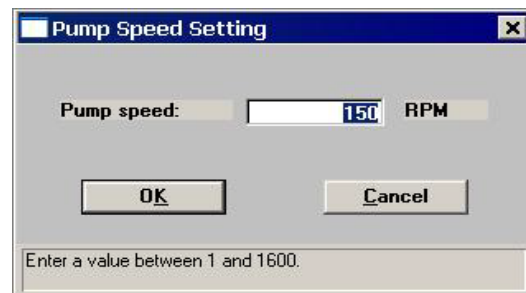 Pump Speed Setting
Pump speed: 150 RPM
OK Cancel
Enter a value between 1 and 1600.